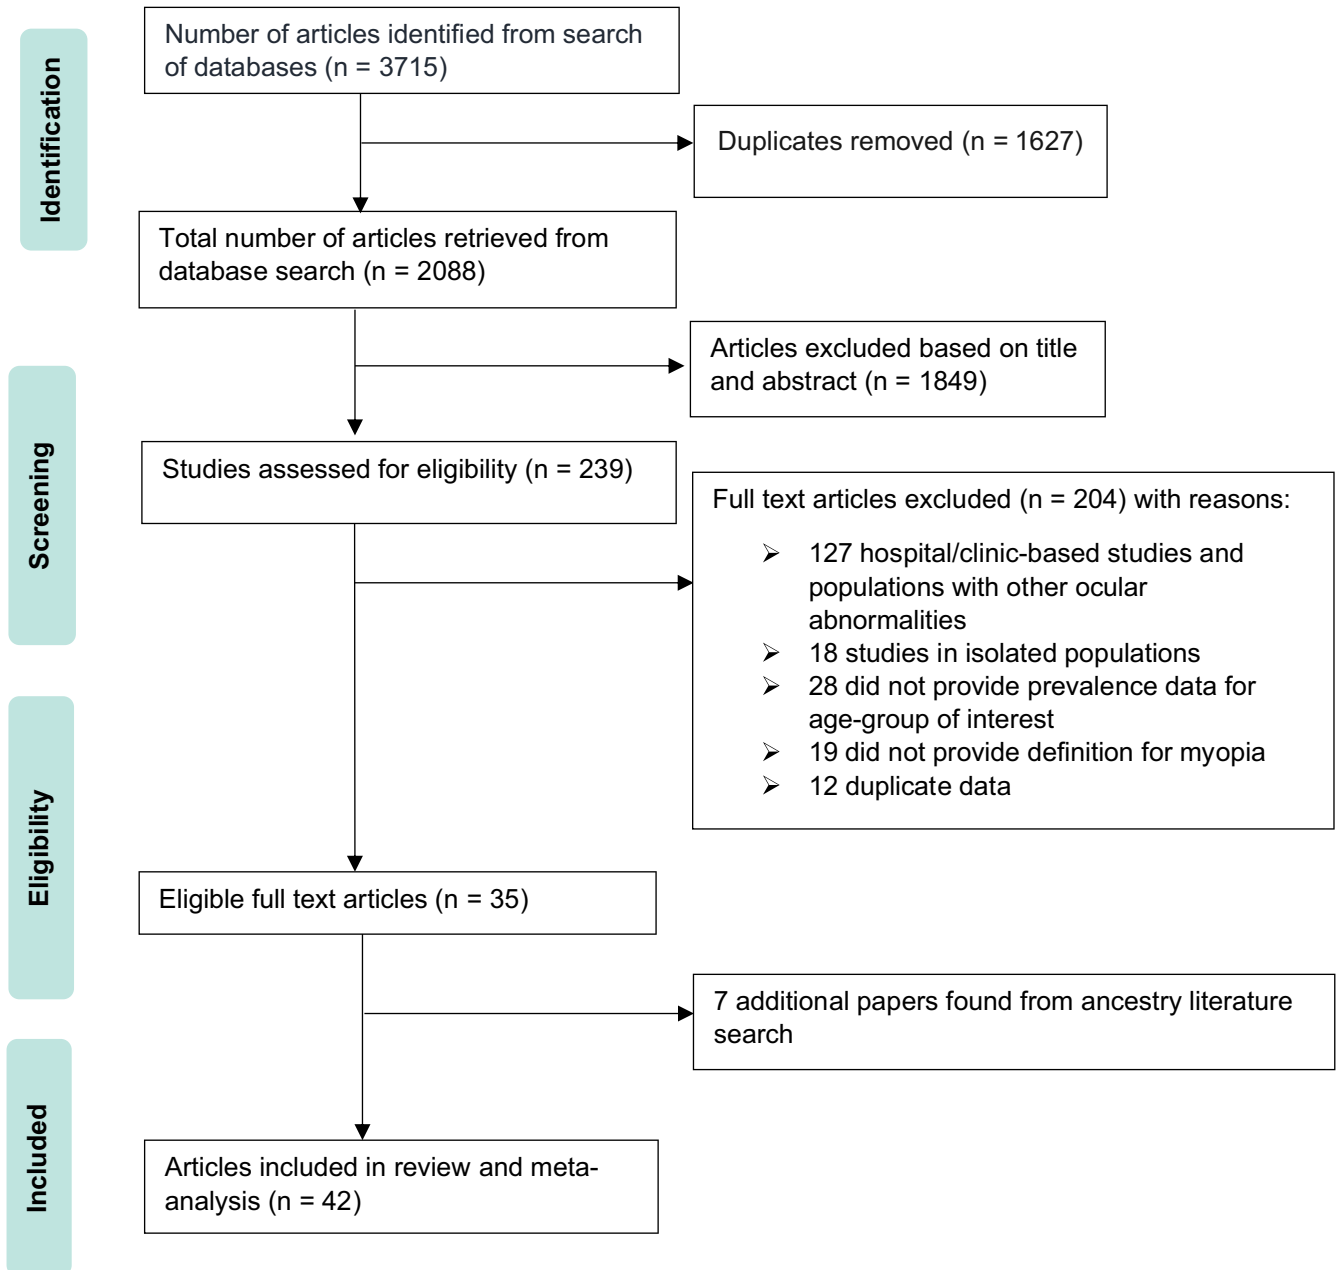 Identification
Number of articles identified from search
of databases (n = 3715)
Duplicates removed (n = 1627)
Total number of articles retrieved from
database search (n = 2088)
Screening
Articles excluded based on title
and abstract (n = 1849)
Studies assessed for eligibility (n = 239)
Full text articles excluded (n = 204) with reasons:
➢ 127 hospital/clinic-based studies and
populations with other ocular
abnormalities
➢ 18 studies in isolated populations
➢ 28 did not provide prevalence data for
age-group of interest
➢ 19 did not provide definition for myopia
➢ 12 duplicate data
Eligibility
Eligible full text articles (n = 35)
7 additional papers found from ancestry literature
search
Included
Articles included in review and meta-
analysis (n = 42)